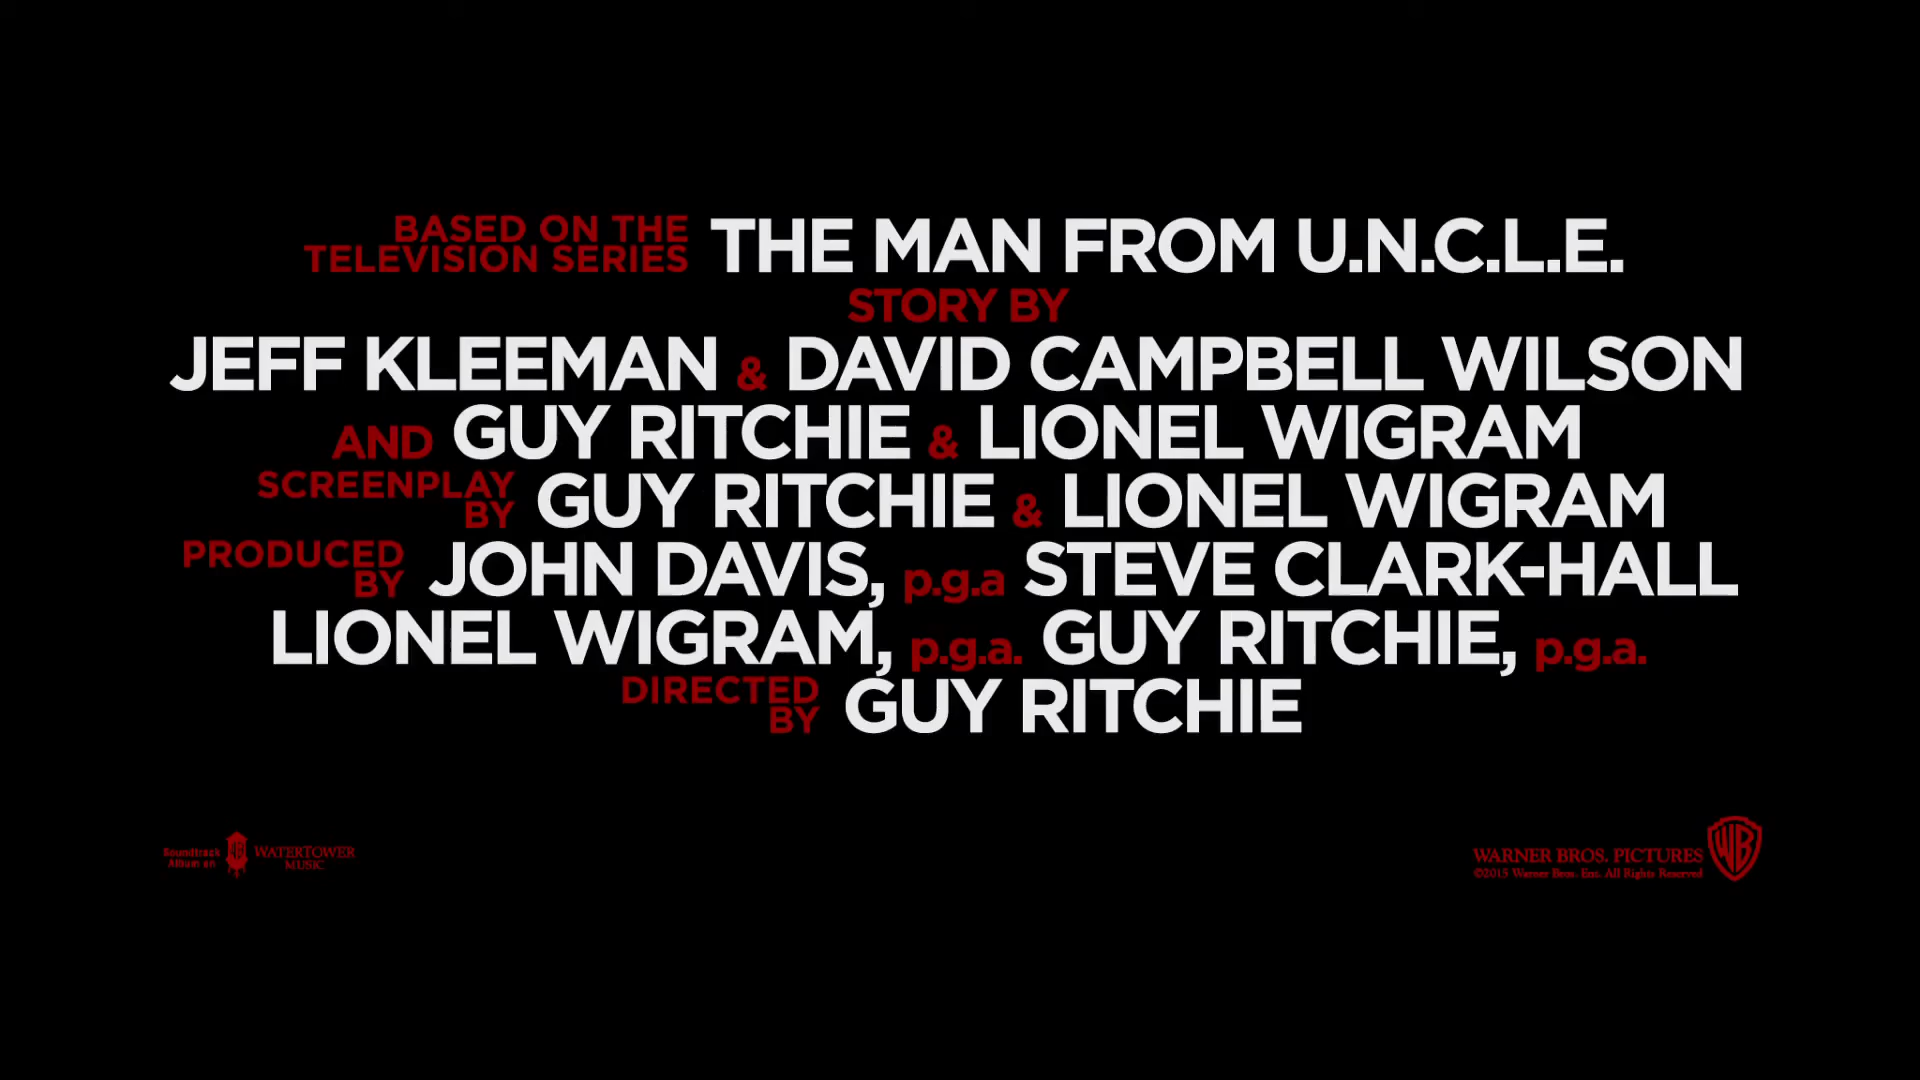 BASED ON THE
TELEVISION SERIES THE MAN FROM U.N.C.L.E.
STORY BY
JEFF KLEEMAN & DAVID CAMPBELL WILSON
AND GUY RITCHIE & LIONEL WIGRAM
SCREENPLAY BY GUY RITCHIE & LIONEL WIGRAM
PRODUCED BY JOHN DAVIS, p.g.a STEVE CLARK-HALL
LIONEL WIGRAM, p.g.a. GUY RITCHIE, p.g.a.
DIRECTED BY GUY RITCHIE
Soundtrack
Album on WATERTOWER
MUSIC
WARNER BROS. PICTURES WB
©2015 Warner Bros. Ent. All Rights Reserved